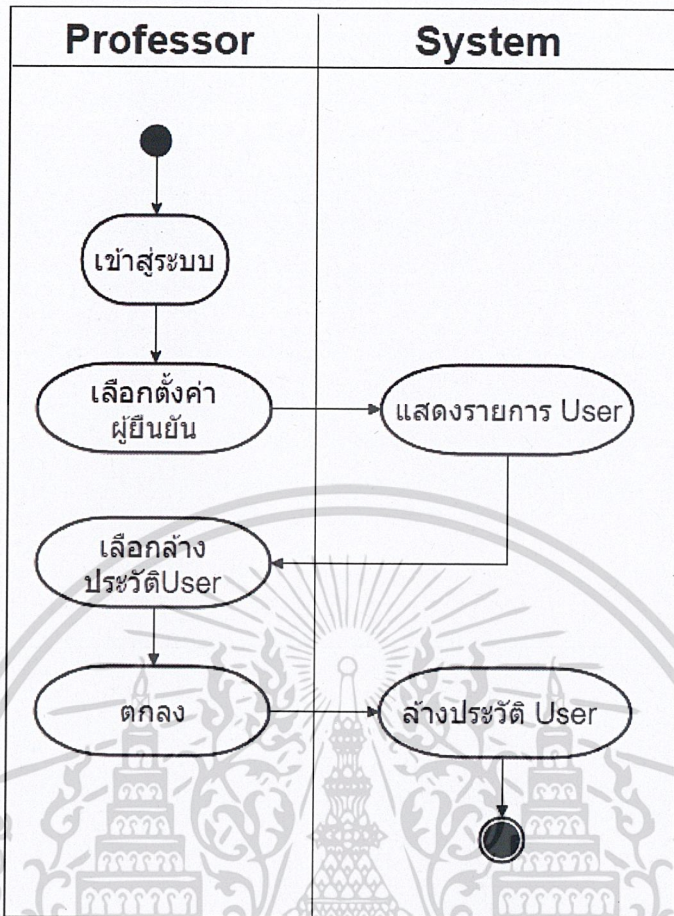 Professor
System
เข้าสู่ระบบ
เลือกตั้งค่า
ผู้ยืนยัน
แสดงรายการ User
เลือกล้าง
ประวัติUser
ตกลง
ล้างประวัติ User